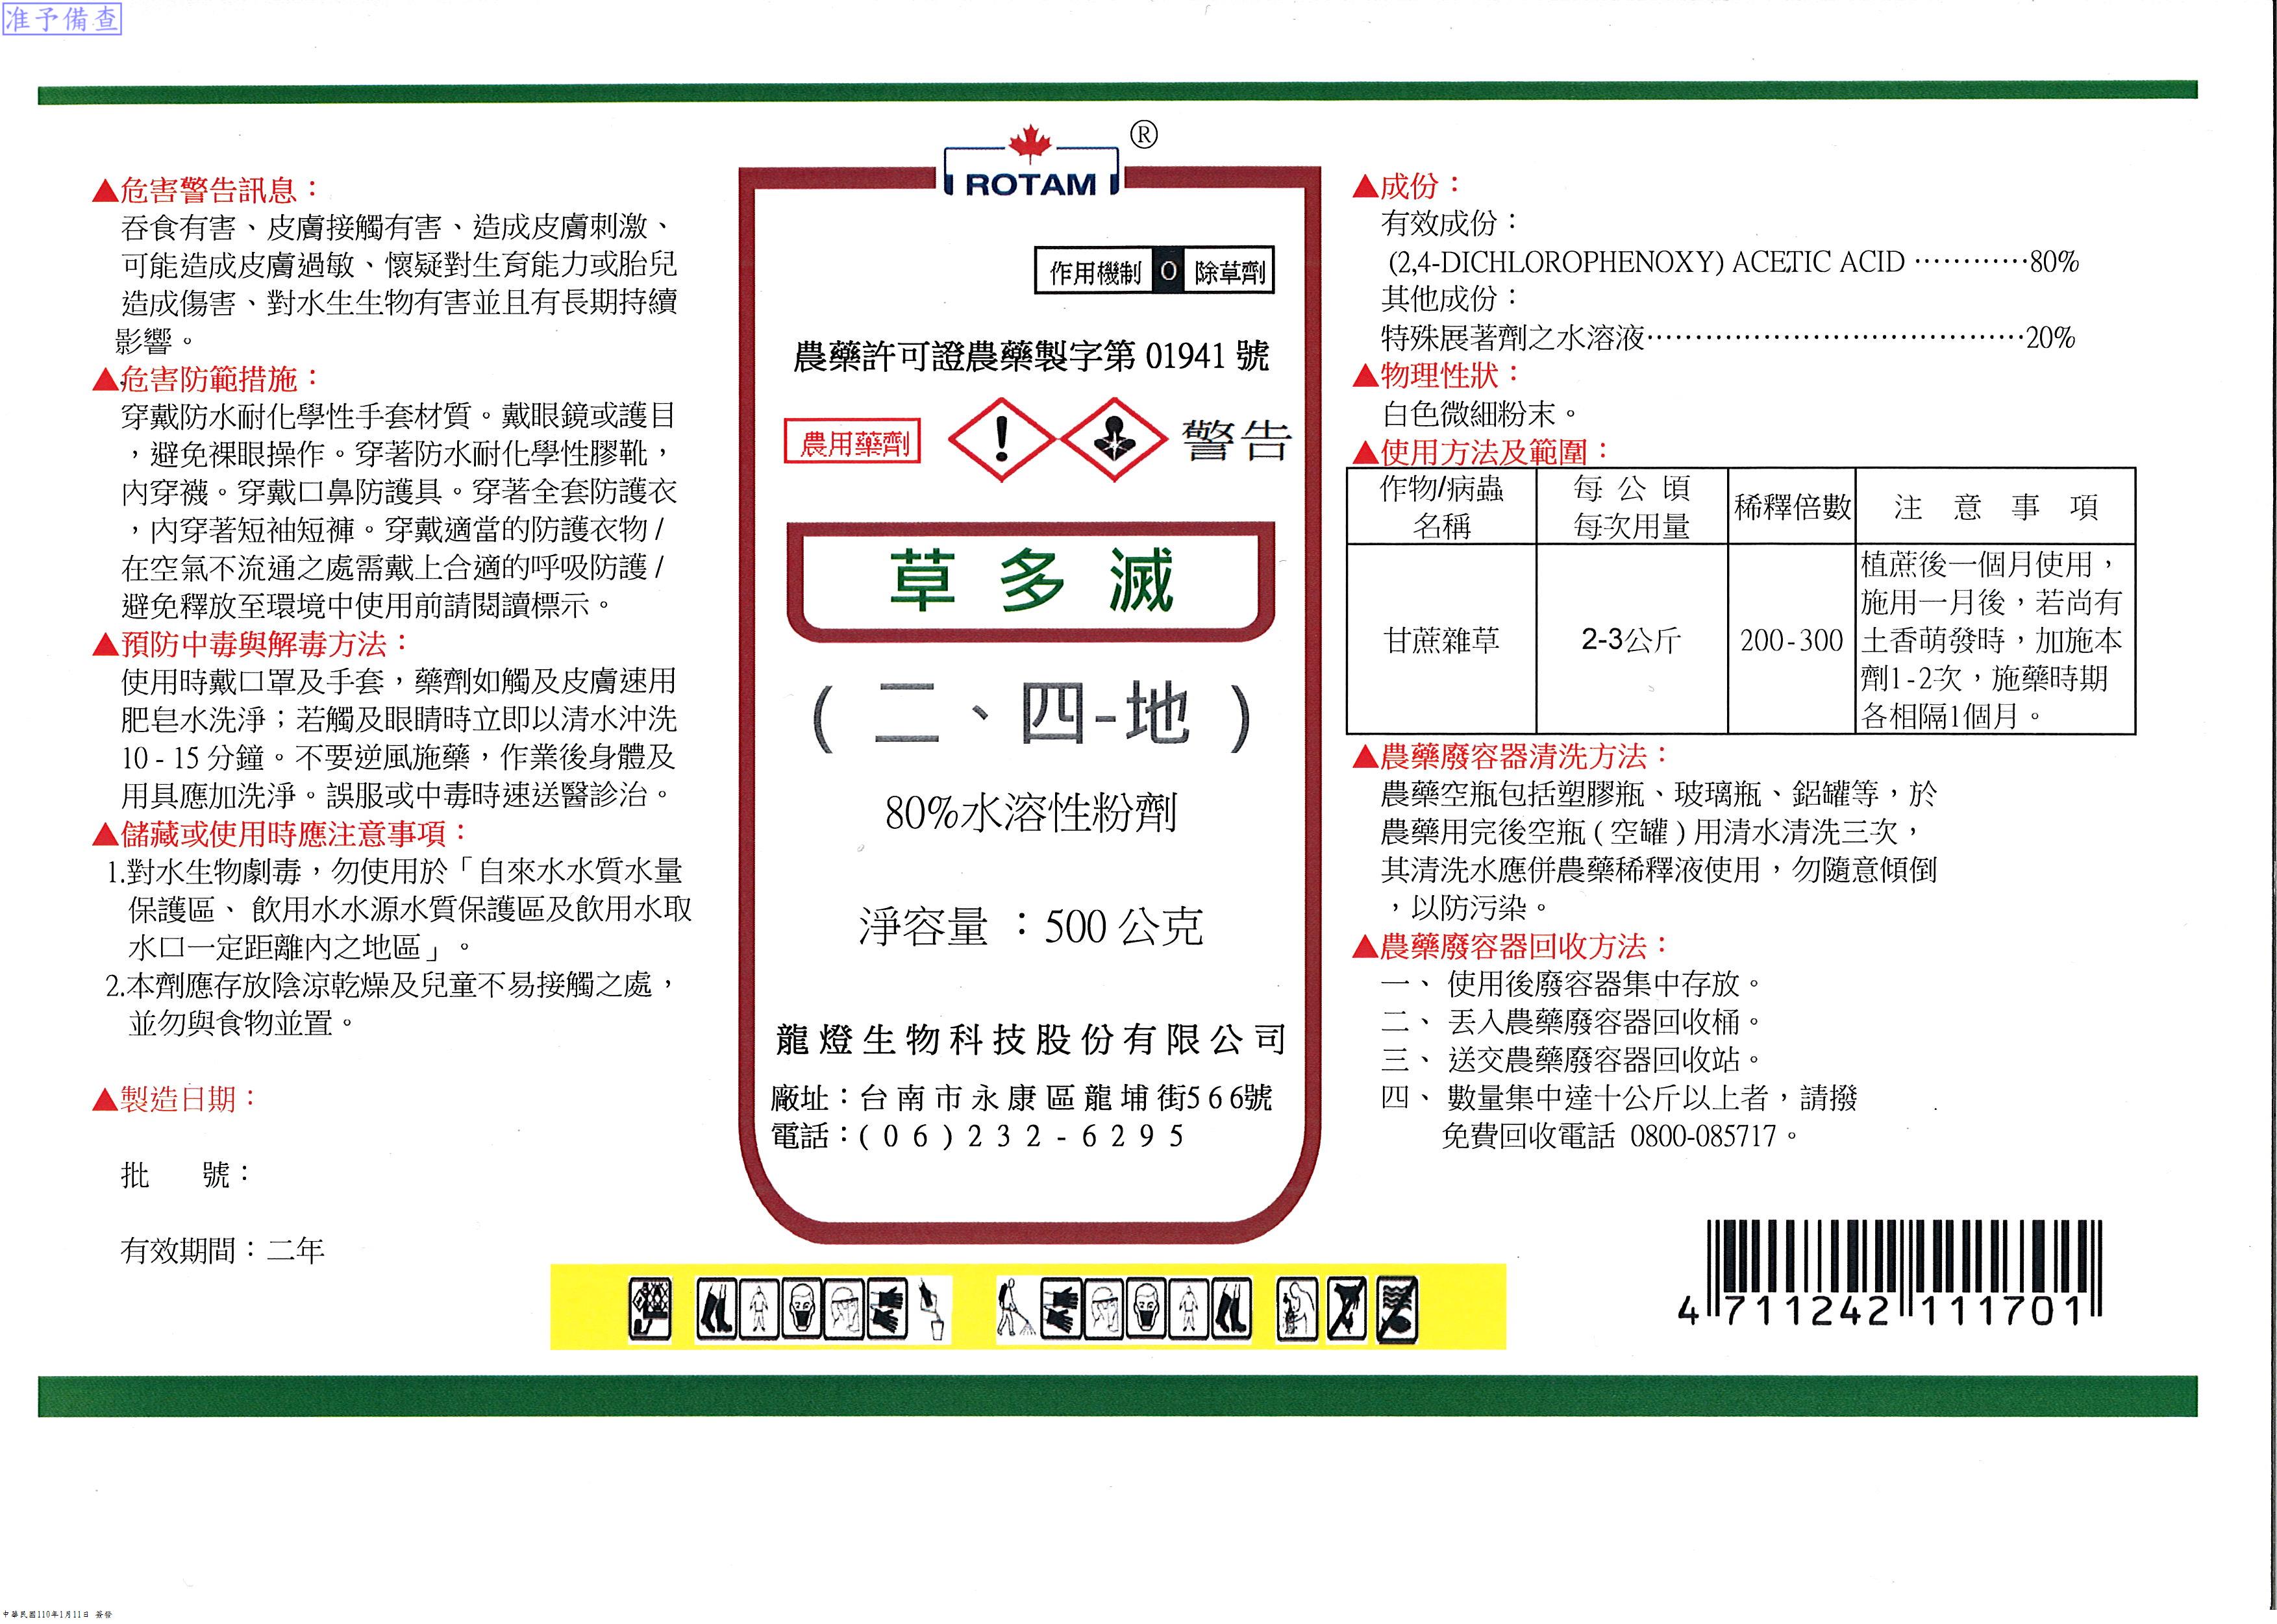 准予備查
▲危害警告訊息：
吞食有害、皮膚接觸有害、造成皮膚刺激、
可能造成皮膚過敏、懷疑對生育能力或胎兒
造成傷害、對水生生物有害並且有長期持續
影響。
▲危害防範措施：
穿戴防水耐化學性手套材質。戴眼鏡或護目
，避免裸眼操作。穿著防水耐化學性膠靴，
內穿襪。穿戴口鼻防護具。穿著全套防護衣
，內穿著短袖短褲。穿戴適當的防護衣物/
在空氣不流通之處需戴上合適的呼吸防護/
避免釋放至環境中使用前請閱讀標示。
▲預防中毒與解毒方法：
使用時戴口罩及手套，藥劑如觸及皮膚速用
肥皂水洗淨；若觸及眼睛時立即以清水沖洗
10 - 15 分鐘。不要逆風施藥，作業後身體及
用具應加洗淨。誤服或中毒時速送醫診治。
▲儲藏或使用時應注意事項：
1.對水生物劇毒，勿使用於「自來水水質水量
保護區、 飲用水水源水質保護區及飲用水取
水口一定距離內之地區」。
2.本劑應存放陰涼乾燥及兒童不易接觸之處，
並勿與食物並置。
▲製造日期：
批　　號：
有效期間：二年
ROTAM ®
作用機制 O 除草劑
農藥許可證農藥製字第 01941 號
農用藥劑
警告
草多滅
( 二、四-地 )
80%水溶性粉劑
淨容量 ：500 公克
龍燈生物科技股份有限公司
廠址：台南市永康區龍埔街566號
電話：(06)232-6295
▲成份：
有效成份：
(2,4-DICHLOROPHENOXY) ACETIC ACID …………80%
其他成份：
特殊展著劑之水溶液………………………………20%
▲物理性狀：
白色微細粉末。
▲使用方法及範圍：
作物/病蟲
名稱
每 公 頃
每次用量
稀釋倍數
注 意 事 項
甘蔗雜草
2-3公斤
200-300
植蔗後一個月使用，
施用一月後，若尚有
土香萌發時，加施本
劑1-2次，施藥時期
各相隔1個月。
▲農藥廢容器清洗方法：
農藥空瓶包括塑膠瓶、玻璃瓶、鋁罐等，於
農藥用完後空瓶(空罐)用清水清洗三次，
其清洗水應併農藥稀釋液使用，勿隨意傾倒
，以防污染。
▲農藥廢容器回收方法：
一、 使用後廢容器集中存放。
二、 丟入農藥廢容器回收桶。
三、 送交農藥廢容器回收站。
四、 數量集中達十公斤以上者，請撥
免費回收電話 0800-085717。
4 711242 111701
中華民國110年1月11日 簽發